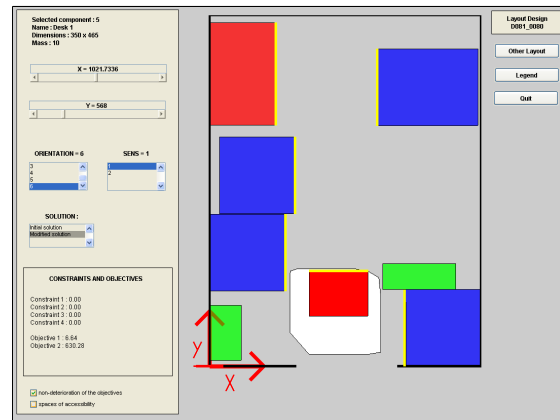 Selected component : 5
Name : Desk 1
Dimensions : 350 x 465
Mass : 10
X = 1021.7336
Y = 568
ORIENTATION = 6
SENS = 1
3
4
5
6
1
2
SOLUTION :
Initial solution
Modified solution
CONSTRAINTS AND OBJECTIVES
Constraint 1 : 0.00
Constraint 2 : 0.00
Constraint 3 : 0.00
Constraint 4 : 0.00
Objective 1 : 6.64
Objective 2 : 630.28
non-deterioration of the objectives
spaces of accessibility
Y
X
Layout Design
D081_0080
Other Layout
Legend
Quit